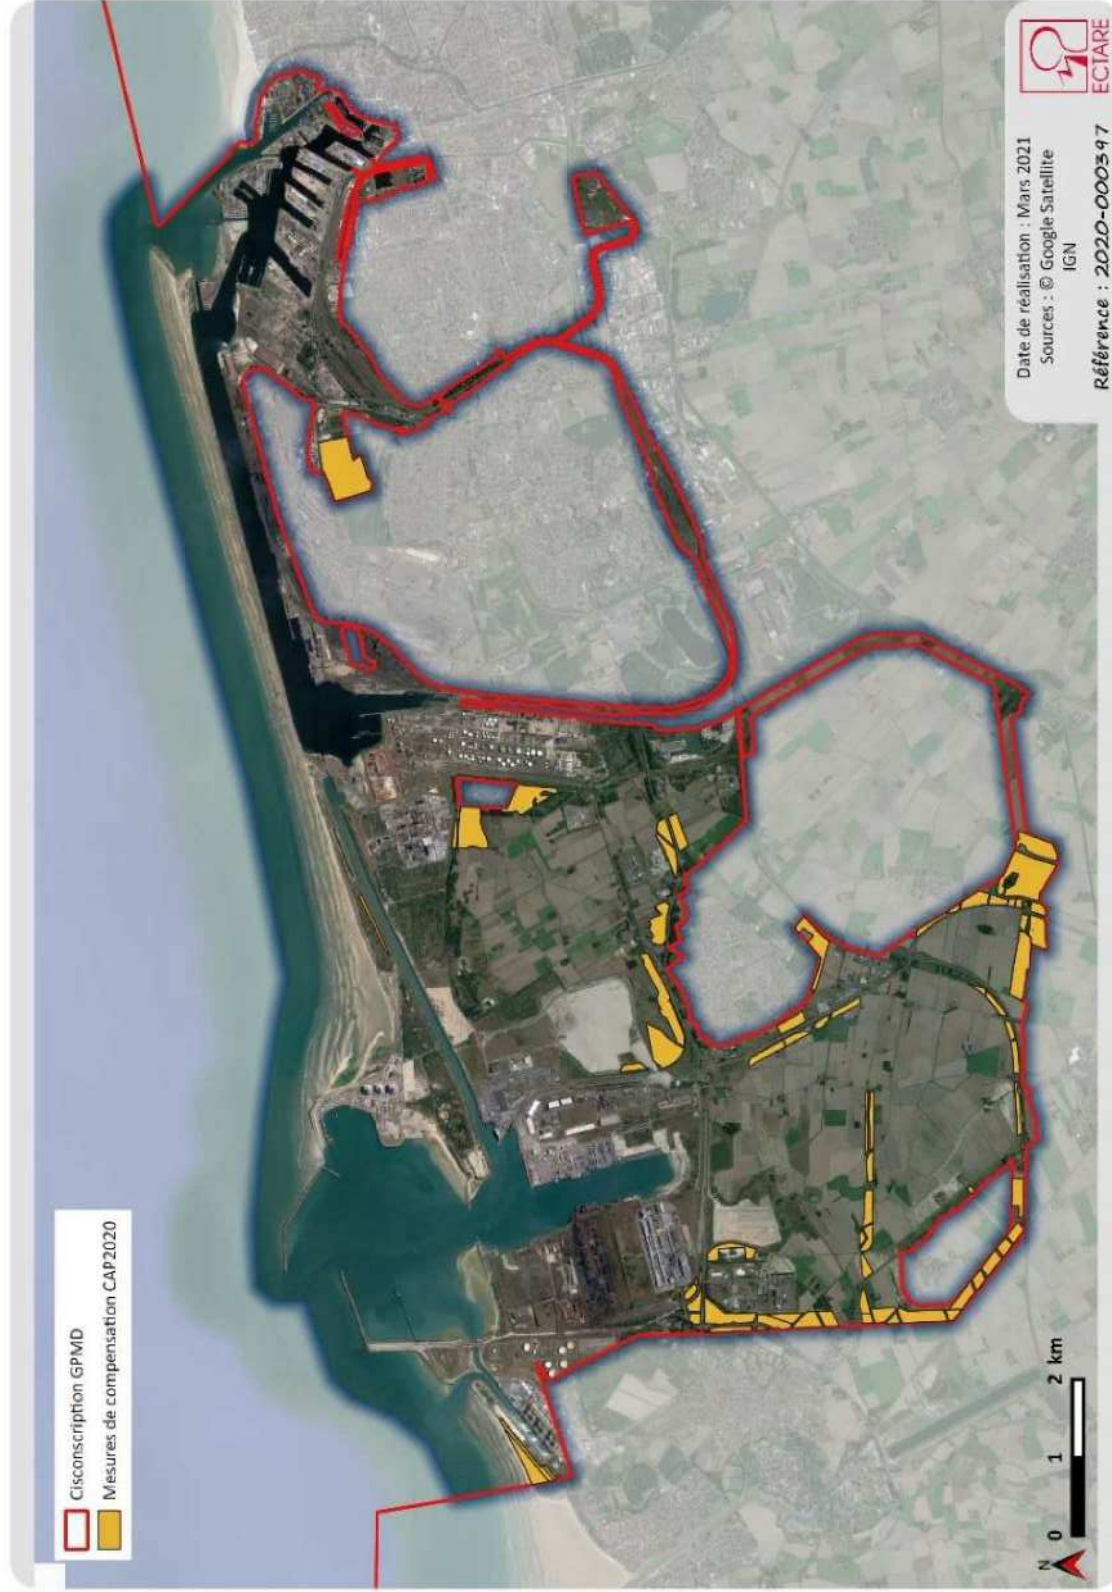 Cisconscription GPMD
Mesures de compensation CAP2020
N
0 1 2 km
Date de réalisation : Mars 2021
Sources : © Google Satellite
IGN
Référence : 2020-000397
ECTARE